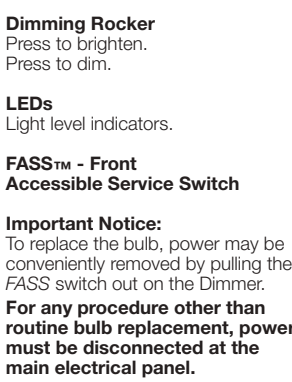 Dimming Rocker
Press to brighten.
Press to dim.
LEDs
Light level indicators.
FASS™ - Front
Accessible Service Switch
Important Notice:
To replace the bulb, power may be
conveniently removed by pulling the
FASS switch out on the Dimmer.
For any procedure other than
routine bulb replacement, power
must be disconnected at the
main electrical panel.